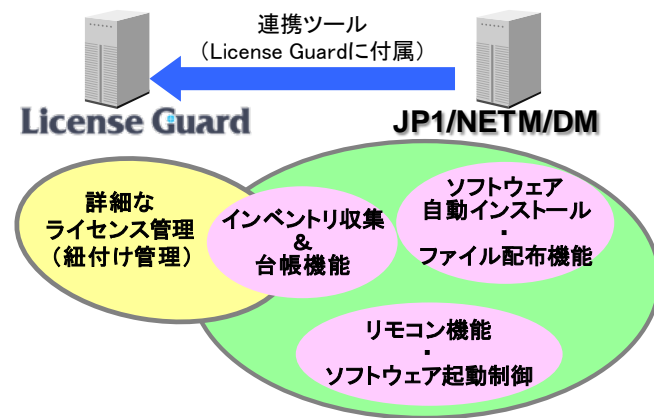 連携ツール
（License Guardに付属）
License Guard
JP1/NETM/DM
詳細な
ライセンス管理
（紐付け管理）
インベントリ収集
＆
台帳機能
ソフトウェア
自動インストール
・
ファイル配布機能
リモコン機能
・
ソフトウェア起動制御